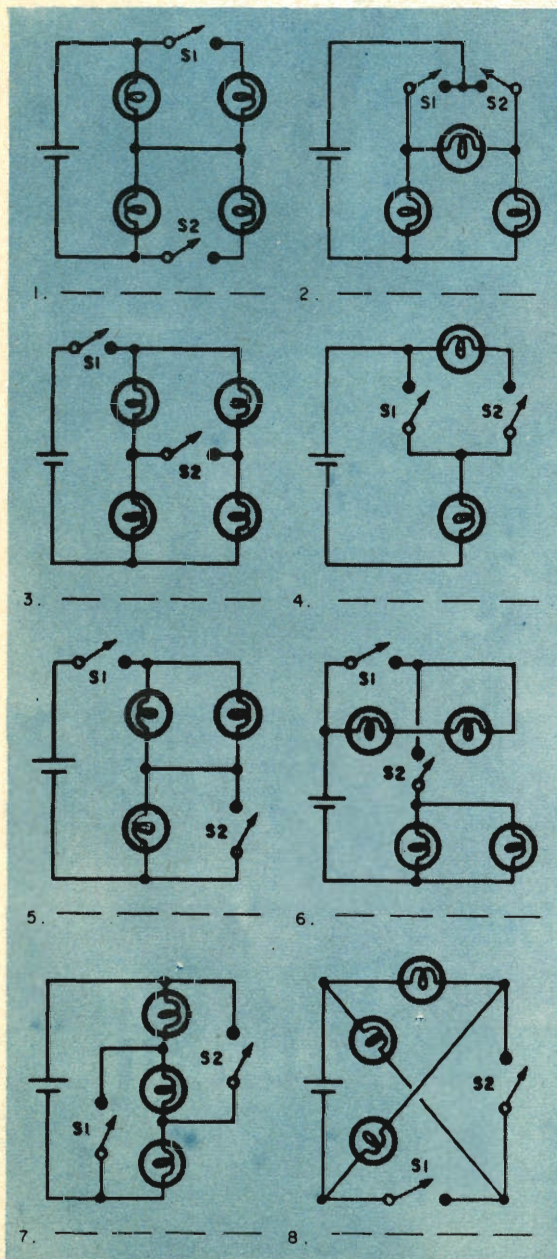 S1
S1 S2
S2
1. — — — — 2. — — — —
S1
S1 S2
S2
3. — — — — 4. — — — —
S1
S1
S2
S2
5. — — — — 6. — — — —
S2
S2
S1
S1
7. — — — — 8. — — — —